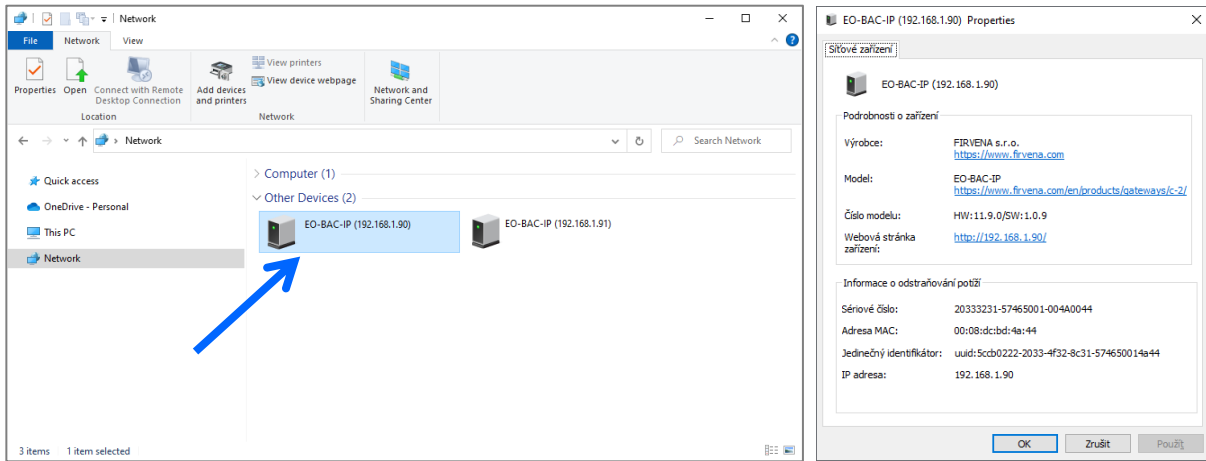 Network
File Network View
Properties
Open
Connect with Remote
Desktop Connection
Add devices
and printers
View printers
View device webpage
Network and
Sharing Center
Location
Network
Network
Search Network
Quick access
OneDrive - Personal
This PC
Network
Computer (1)
Other Devices (2)
EO-BAC-IP (192.168.1.90)
EO-BAC-IP (192.168.1.91)
3 items 1 item selected
EO-BAC-IP (192.168.1.90) Properties
Síťové zařízení
EO-BAC-IP (192.168.1.90)
Podrobnosti o zařízení
Výrobce: FIRVENA s.r.o.
https://www.firvena.com
Model: EO-BAC-IP
https://www.firvena.com/en/products/gateways/c-2/
Číslo modelu: HW:11.9.0/SW:1.0.9
Webová stránka http://192.168.1.90/
zařízení:
Informace o odstraňování potíží
Sériové číslo: 20333231-57465001-004A0044
Adresa MAC: 00:08:dc:bd:4a:44
Jedinečný identifikátor: uuid:5ccb0222-2033-4f32-8c31-574650014a44
IP adresa: 192.168.1.90
OK Zrušit Použít